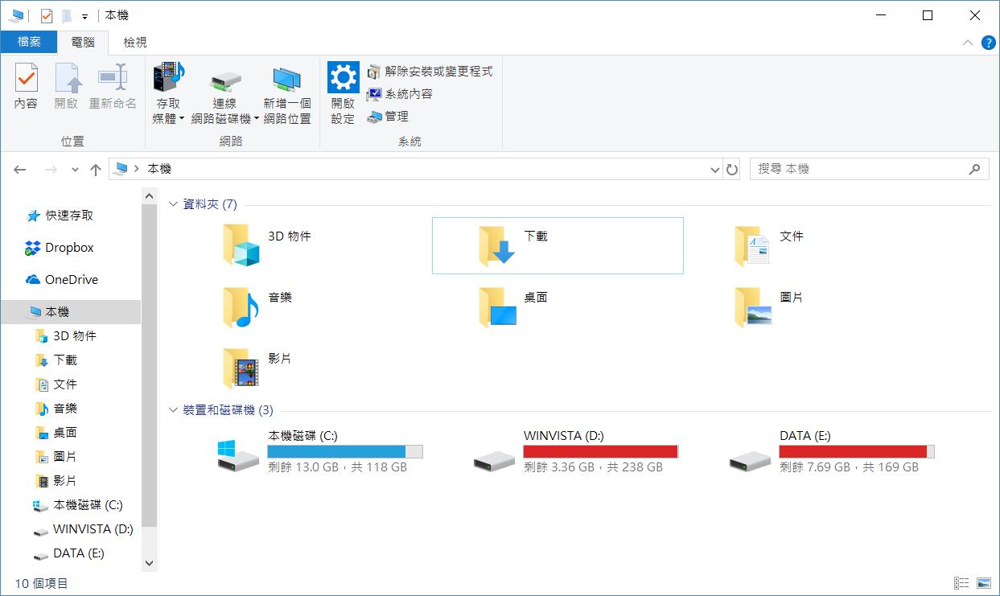 本機
檔案
電腦
檢視
內容
開啟
重新命名
位置
存取
媒體
連線
網路磁碟機
新增一個
網路位置
網路
開啟
設定
解除安裝或變更程式
系統內容
管理
系統
本機
搜尋 本機
快速存取
Dropbox
OneDrive
本機
3D 物件
下載
文件
音樂
桌面
圖片
影片
本機磁碟 (C:)
WINVISTA (D:)
DATA (E:)
資料夾 (7)
3D 物件
下載
文件
音樂
桌面
圖片
影片
裝置和磁碟機 (3)
本機磁碟 (C:)
剩餘 13.0 GB，共 118 GB
WINVISTA (D:)
剩餘 3.36 GB，共 238 GB
DATA (E:)
剩餘 7.69 GB，共 169 GB
10 個項目